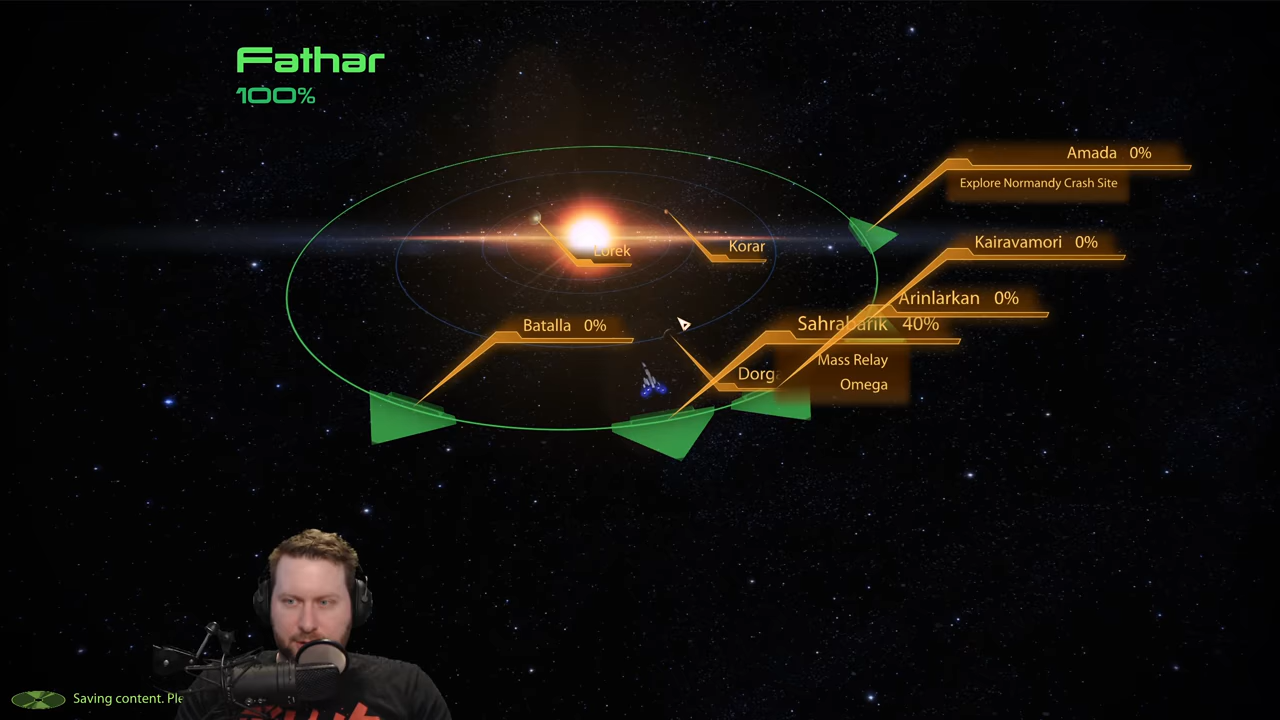 Fathar
100%
Amada 0%
Explore Normandy Crash Site
Kairavamori 0%
Lorek
Korar
Arinlarkan 0%
Batalla 0%
Sahrabarik 40%
Mass Relay
Dorg
Omega
Saving content. Ple